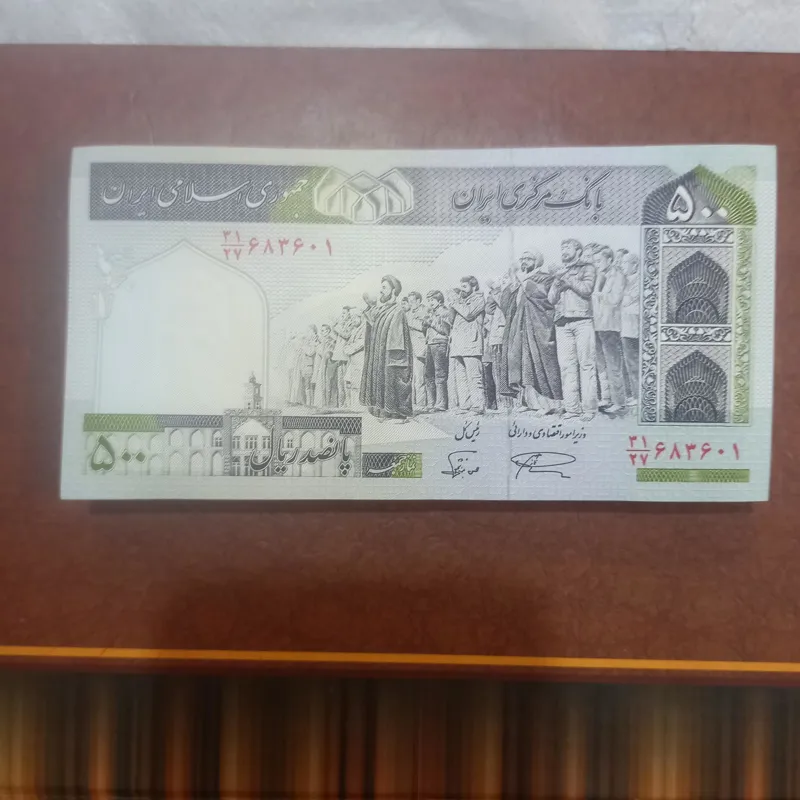 بانک مرکزی ایران
جمهوری اسلامی ایران
۵۰۰
۳۱/۲۷ ۶۸۳۶۰۱
وزیر امور اقتصادی و دارائی
رئیس کل
۳۱/۲۷ ۶۸۳۶۰۱
پانصد ریال
۵۰۰